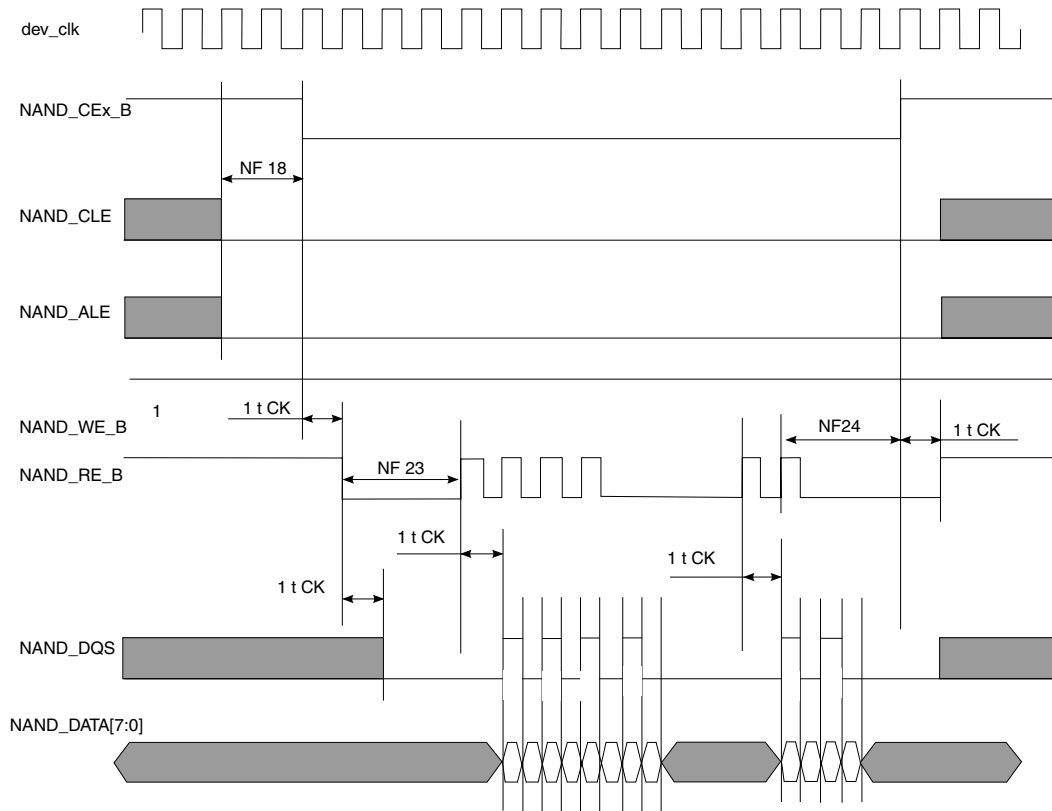 dev_clk
NAND_CEx_B
NF 18
NAND_CLE
NAND_ALE
1
1 t CK
NAND_WE_B
NF24
1 t CK
NAND_RE_B
NF 23
1 t CK
1 t CK
1 t CK
NAND_DQS
NAND_DATA[7:0]